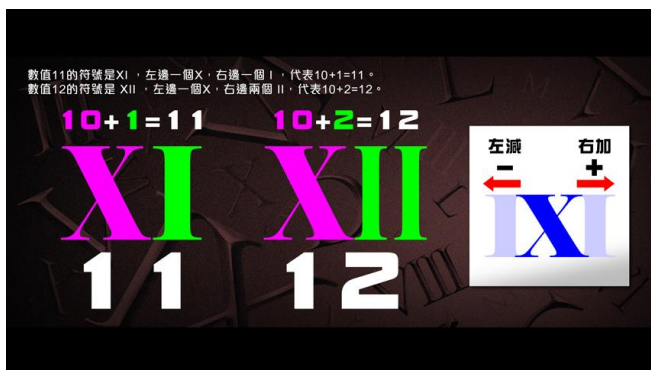 數值11的符號是XI，左邊一個X，右邊一個 I，代表10+1=11。
數值12的符號是 XII，左邊一個X，右邊兩個 II，代表10+2=12。
10+1=11
10+2=12
XI
XII
11
12
左減
右加
-
+
IXI